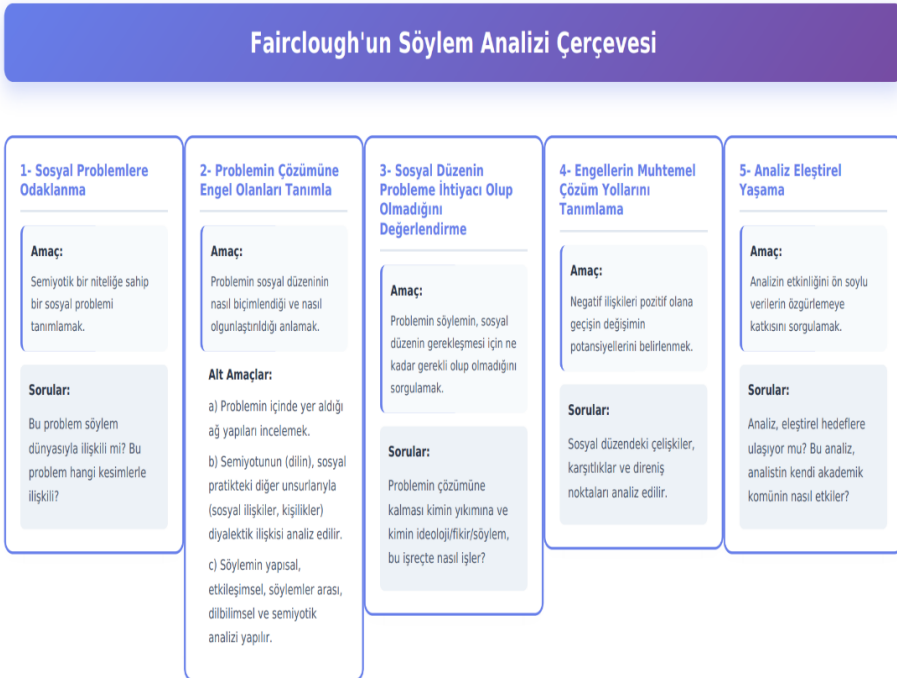 Fairclough'un Söylem Analizi Çerçevesi
1- Sosyal Problemlere
Odaklanma
Amaç:
Semiyotik bir niteliğe sahip
bir sosyal problemi
tanımlamak.
Sorular:
Bu problem söylem
dünyasıyla ilişkili mi? Bu
problem hangi kesimlerle
ilişkili?
2- Problemin Çözümüne
Engel Olanları Tanımla
Amaç:
Problemin sosyal düzeninin
nasıl biçimlendiği ve nasıl
olgunlaştırıldığı anlamak.
Alt Amaçlar:
a) Problemin içinde yer aldığı
ağ yapıları incelemek.
b) Semiyotunun (dilin), sosyal
pratikteki diğer unsurlarıyla
(sosyal ilişkiler, kişilikler)
diyalektik ilişkisi analiz edilir.
c) Söylemin yapısal,
etkileşimsel, söylemler arası,
dilbilimsel ve semiyotik
analizi yapılır.
3- Sosyal Düzenin
Probleme İhtiyacı Olup
Olmadığını
Değerlendirme
Amaç:
Problemin söylemin, sosyal
düzenin gerekleşmesi için ne
kadar gerekli olup olmadığını
sorgulamak.
Sorular:
Problemin çözümüne
kalması kimin yıkımına ve
kimin ideoloji/fikir/söylem,
bu işreçte nasıl işler?
4- Engellerin Muhtemel
Çözüm Yollarını
Tanımlama
Amaç:
Negatif ilişkileri pozitif olana
geçişin değişimin
potansiyellerini belirlenmek.
Sorular:
Sosyal düzendeki çelişkiler,
karşıtlıklar ve direniş
noktaları analiz edilir.
5- Analiz Eleştirel
Yaşama
Amaç:
Analizin etkinliğini ön soylu
verilerin özgürlemeye
katkısını sorgulamak.
Sorular:
Analiz, eleştirel hedeflere
ulaşıyor mu? Bu analiz,
analistin kendi akademik
komünin nasıl etkiler?